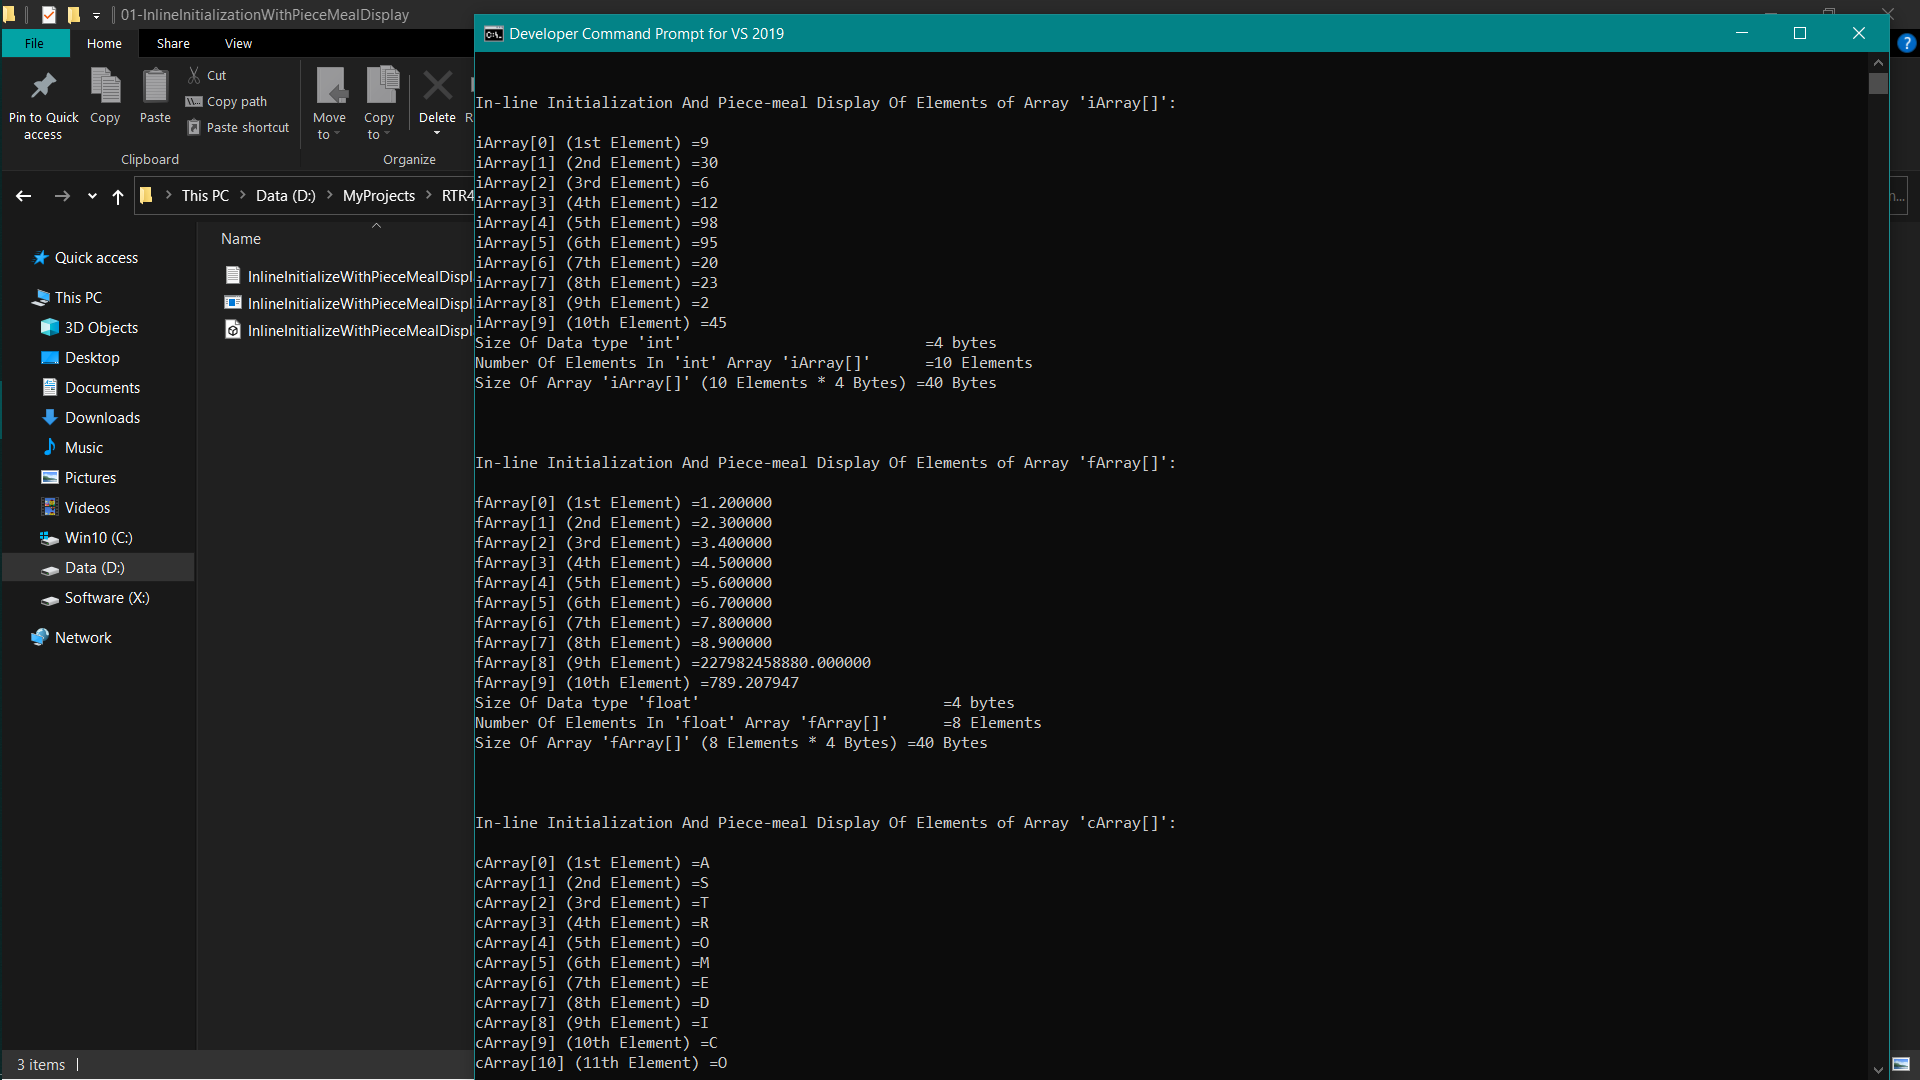 01-InlineInitializationWithPieceMealDisplay
File
Home
Share
View
Pin to Quick access
Copy
Paste
Cut
Copy path
Paste shortcut
Move to
Copy to
Delete
R
Clipboard
Organize
This PC > Data (D:) > MyProjects > RTR4
Name
InlineInitializeWithPieceMealDispl
InlineInitializeWithPieceMealDispl
InlineInitializeWithPieceMealDispl
Quick access
This PC
3D Objects
Desktop
Documents
Downloads
Music
Pictures
Videos
Win10 (C:)
Data (D:)
Software (X:)
Network
3 items
Developer Command Prompt for VS 2019
In-line Initialization And Piece-meal Display Of Elements of Array 'iArray[]':
iArray[0] (1st Element) =9
iArray[1] (2nd Element) =30
iArray[2] (3rd Element) =6
iArray[3] (4th Element) =12
iArray[4] (5th Element) =98
iArray[5] (6th Element) =95
iArray[6] (7th Element) =20
iArray[7] (8th Element) =23
iArray[8] (9th Element) =2
iArray[9] (10th Element) =45
Size Of Data type 'int' =4 bytes
Number Of Elements In 'int' Array 'iArray[]' =10 Elements
Size Of Array 'iArray[]' (10 Elements * 4 Bytes) =40 Bytes
In-line Initialization And Piece-meal Display Of Elements of Array 'fArray[]':
fArray[0] (1st Element) =1.200000
fArray[1] (2nd Element) =2.300000
fArray[2] (3rd Element) =3.400000
fArray[3] (4th Element) =4.500000
fArray[4] (5th Element) =5.600000
fArray[5] (6th Element) =6.700000
fArray[6] (7th Element) =7.800000
fArray[7] (8th Element) =8.900000
fArray[8] (9th Element) =227982458880.000000
fArray[9] (10th Element) =789.207947
Size Of Data type 'float' =4 bytes
Number Of Elements In 'float' Array 'fArray[]' =8 Elements
Size Of Array 'fArray[]' (8 Elements * 4 Bytes) =40 Bytes
In-line Initialization And Piece-meal Display Of Elements of Array 'cArray[]':
cArray[0] (1st Element) =A
cArray[1] (2nd Element) =S
cArray[2] (3rd Element) =T
cArray[3] (4th Element) =R
cArray[4] (5th Element) =O
cArray[5] (6th Element) =M
cArray[6] (7th Element) =E
cArray[7] (8th Element) =D
cArray[8] (9th Element) =I
cArray[9] (10th Element) =C
cArray[10] (11th Element) =O